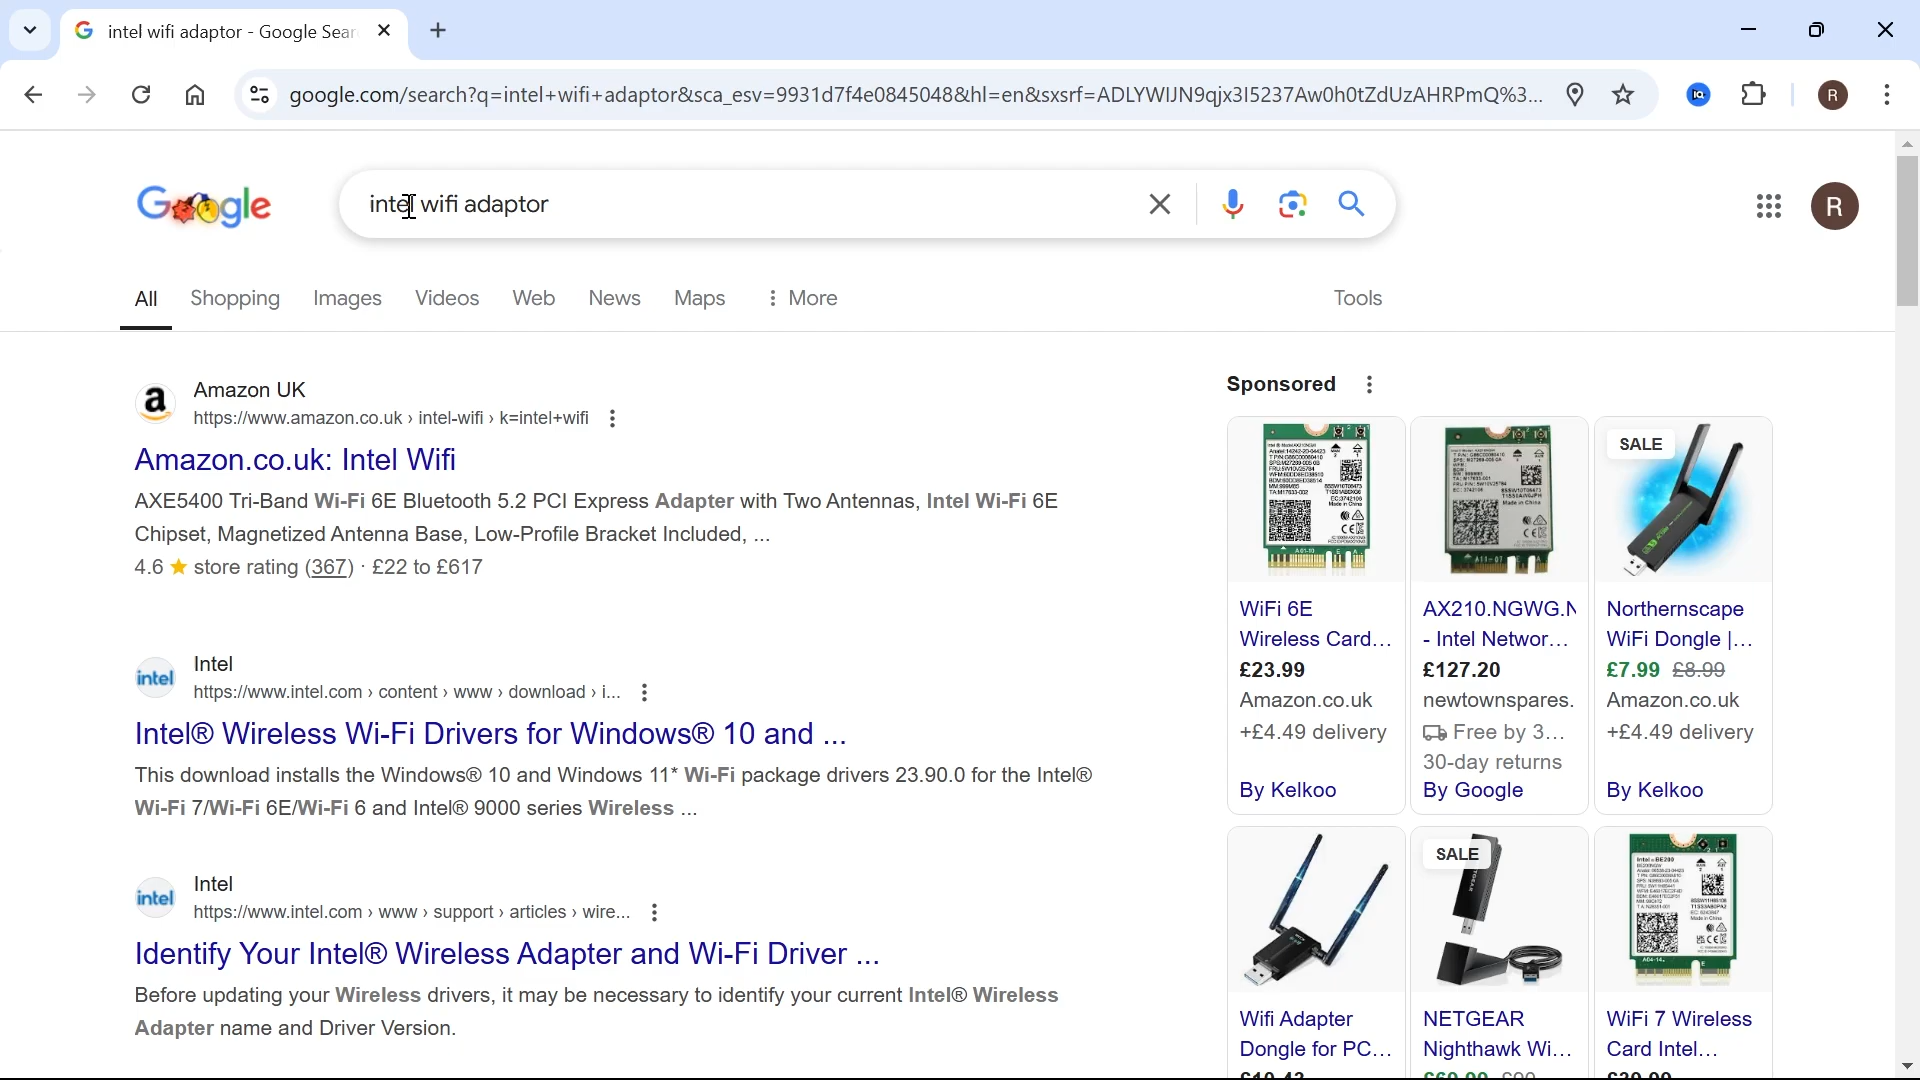 intel wifi adaptor - Google Sear
google.com/search?q=intel+wifi+adaptor&sca_esv=9931d7f4e0845048&hl=en&sxsrf=ADLYWIJN9qjx3I5237Aw0h0tZdUzAHRPmQ%3...
R
Google
intel wifi adaptor
R
All Shopping Images Videos Web News Maps More
Tools
Amazon UK
https://www.amazon.co.uk › intel-wifi › k=intel+wifi
Amazon.co.uk: Intel Wifi
AXE5400 Tri-Band Wi-Fi 6E Bluetooth 5.2 PCI Express Adapter with Two Antennas, Intel Wi-Fi 6E
Chipset, Magnetized Antenna Base, Low-Profile Bracket Included, ...
4.6 ★ store rating (367) · £22 to £617
intel
Intel
https://www.intel.com › content › www › download › i...
Intel® Wireless Wi-Fi Drivers for Windows® 10 and ...
This download installs the Windows® 10 and Windows 11* Wi-Fi package drivers 23.90.0 for the Intel®
Wi-Fi 7/Wi-Fi 6E/Wi-Fi 6 and Intel® 9000 series Wireless ...
intel
Intel
https://www.intel.com › www › support › articles › wire...
Identify Your Intel® Wireless Adapter and Wi-Fi Driver ...
Before updating your Wireless drivers, it may be necessary to identify your current Intel® Wireless
Adapter name and Driver Version.
Sponsored
WiFi 6E
Wireless Card...
£23.99
Amazon.co.uk
+£4.49 delivery
By Kelkoo
AX210.NGWG.N
- Intel Networ...
£127.20
newtownspares.
Free by 3...
30-day returns
By Google
SALE
Northernscape
WiFi Dongle |...
£7.99 £8.99
Amazon.co.uk
+£4.49 delivery
By Kelkoo
Wifi Adapter
Dongle for PC...
SALE
NETGEAR
Nighthawk Wi...
WiFi 7 Wireless
Card Intel...